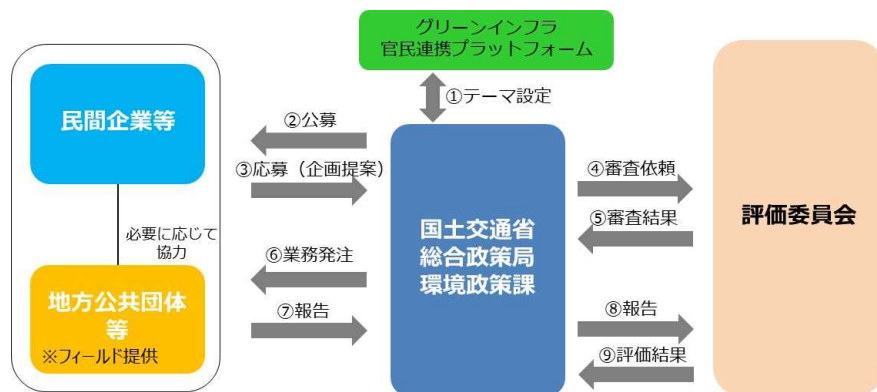 グリーンインフラ
官民連携プラットフォーム
①テーマ設定
民間企業等
②公募
③応募（企画提案）
④審査依頼
⑤審査結果
評価委員会
国土交通省
総合政策局
環境政策課
必要に応じて
協力
⑥業務発注
地方公共団体
等
※フィールド提供
⑦報告
⑧報告
⑨評価結果